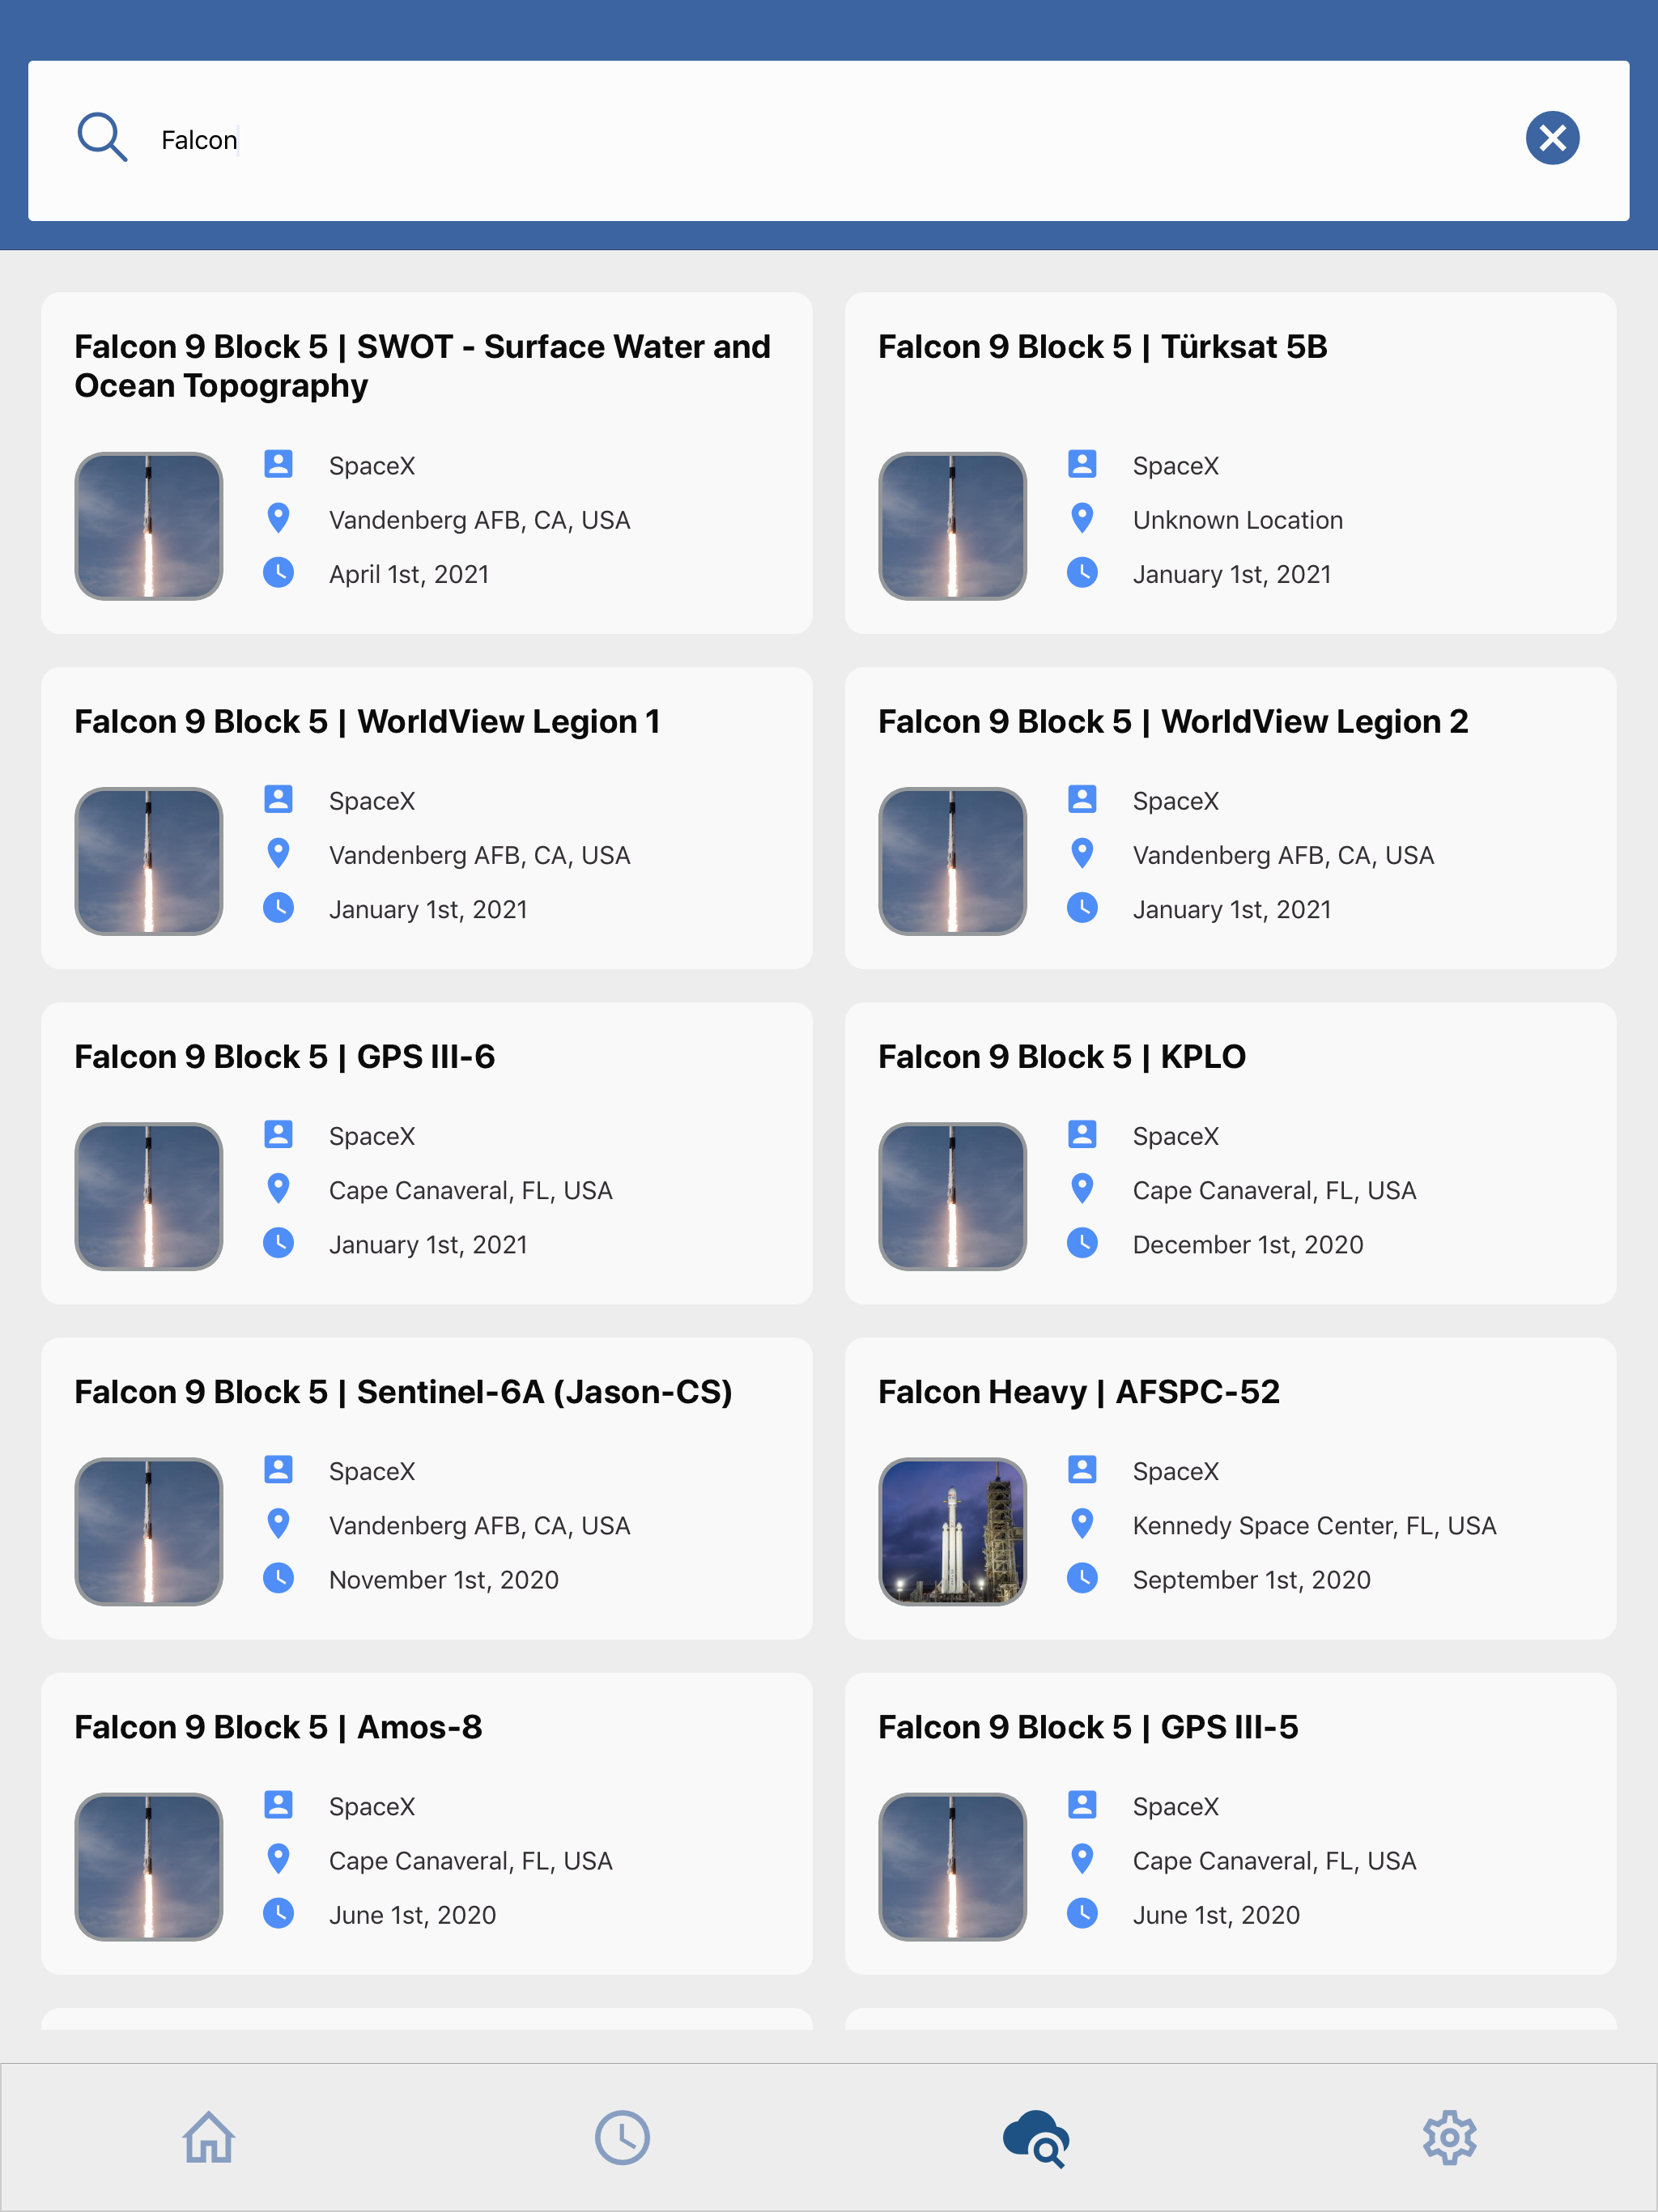 Falcon
Falcon 9 Block 5 | SWOT - Surface Water and
Ocean Topography
SpaceX
Vandenberg AFB, CA, USA
April 1st, 2021
Falcon 9 Block 5 | Türksat 5B
SpaceX
Unknown Location
January 1st, 2021
Falcon 9 Block 5 | WorldView Legion 1
SpaceX
Vandenberg AFB, CA, USA
January 1st, 2021
Falcon 9 Block 5 | WorldView Legion 2
SpaceX
Vandenberg AFB, CA, USA
January 1st, 2021
Falcon 9 Block 5 | GPS III-6
SpaceX
Cape Canaveral, FL, USA
January 1st, 2021
Falcon 9 Block 5 | KPLO
SpaceX
Cape Canaveral, FL, USA
December 1st, 2020
Falcon 9 Block 5 | Sentinel-6A (Jason-CS)
SpaceX
Vandenberg AFB, CA, USA
November 1st, 2020
Falcon Heavy | AFSPC-52
SpaceX
Kennedy Space Center, FL, USA
September 1st, 2020
Falcon 9 Block 5 | Amos-8
SpaceX
Cape Canaveral, FL, USA
June 1st, 2020
Falcon 9 Block 5 | GPS III-5
SpaceX
Cape Canaveral, FL, USA
June 1st, 2020